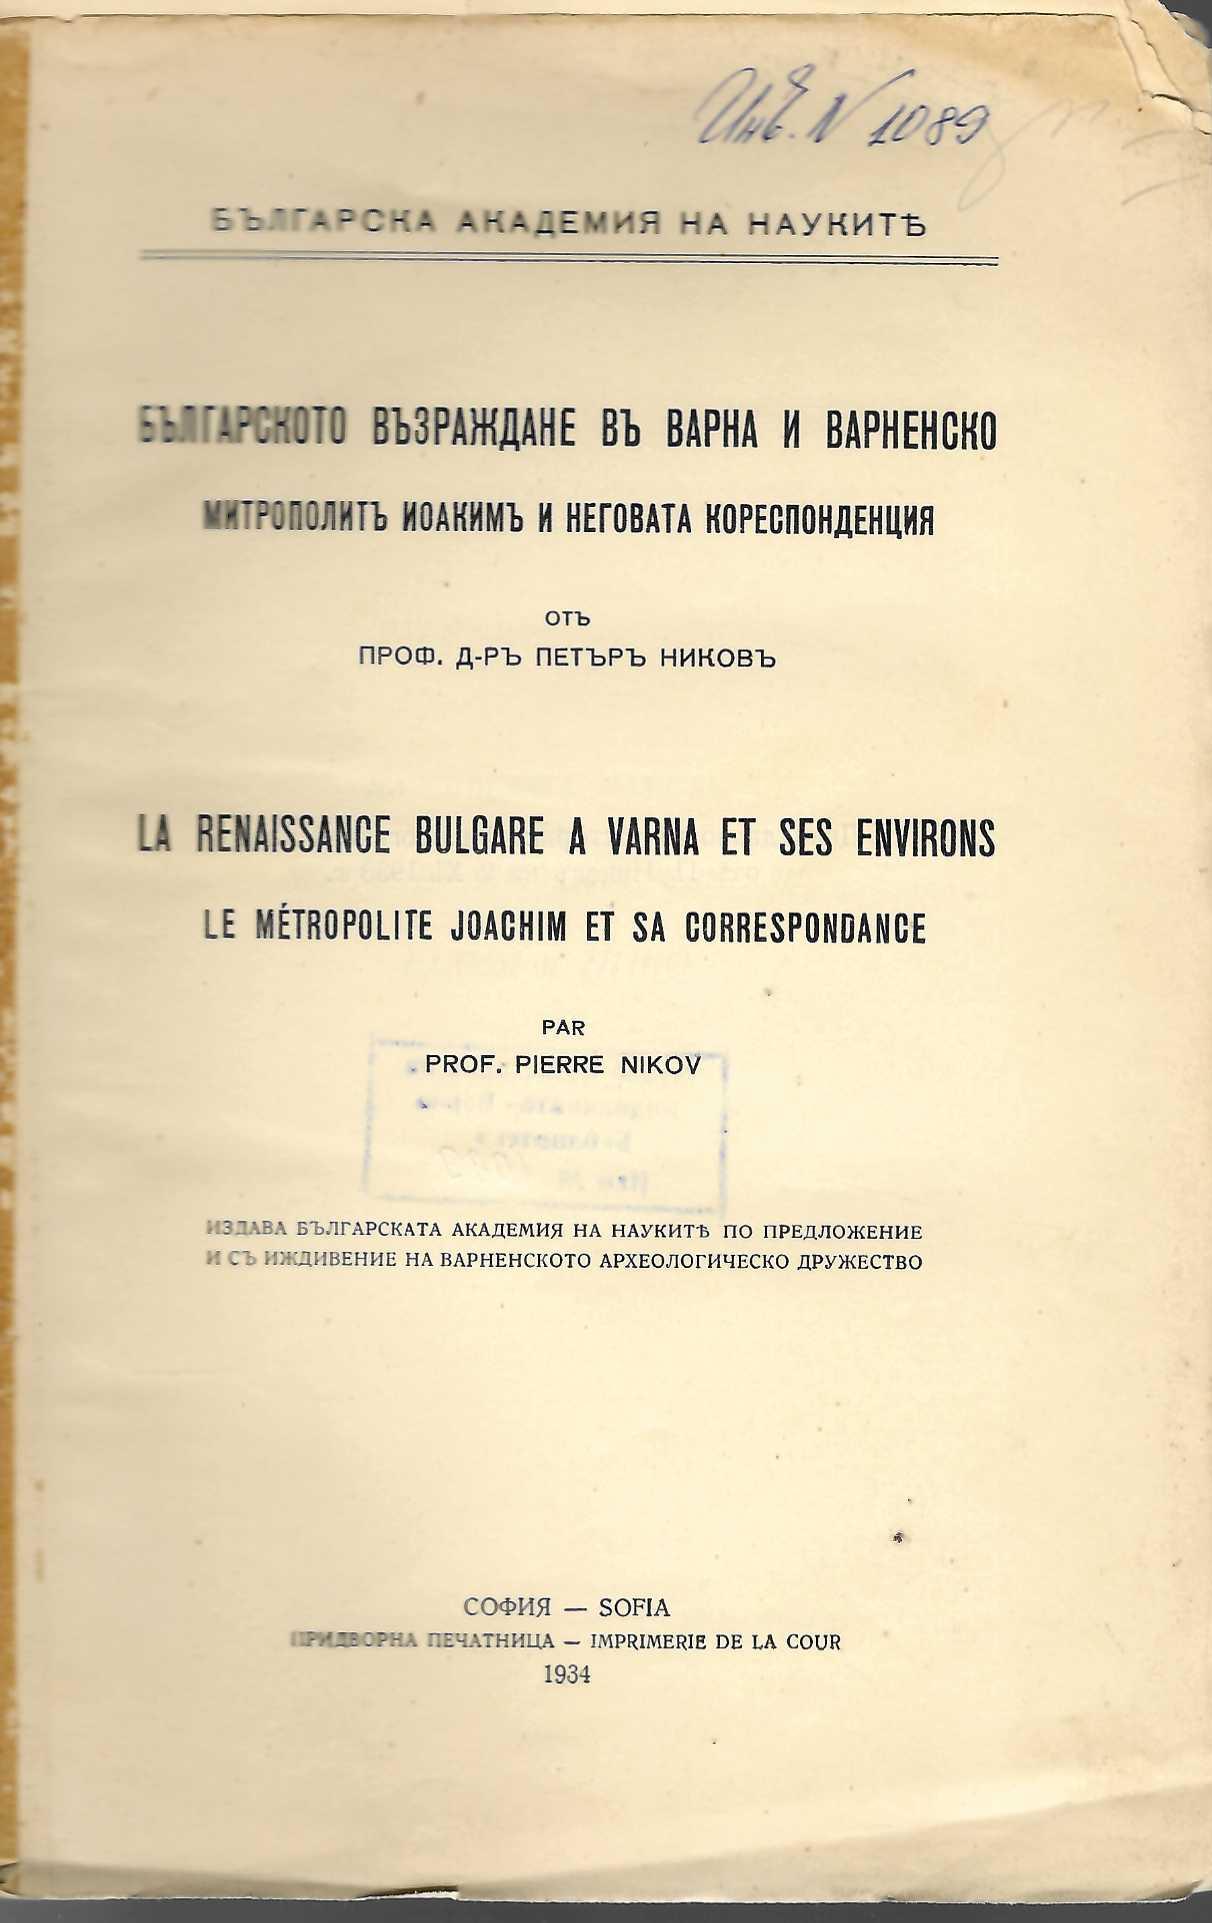 Инв. N 1089
БЪЛГАРСКА АКАДЕМИЯ НА НАУКИТѢ
БЪЛГАРСКОТО ВЪЗРАЖДАНЕ ВЪ ВАРНА И ВАРНЕНСКО
МИТРОПОЛИТЪ ИОАКИМЪ И НЕГОВАТА КОРЕСПОНДЕНЦИЯ
ОТЪ
ПРОФ. Д-РЪ ПЕТЪРЪ НИКОВЪ
LA RENAISSANCE BULGARE A VARNA ET SES ENVIRONS
LE MÉTROPOLITE JOACHIM ET SA CORRESPONDANCE
PAR
PROF. PIERRE NIKOV
ИЗДАВА БЪЛГАРСКАТА АКАДЕМИЯ НА НАУКИТѢ ПО ПРЕДЛОЖЕНИЕ
И СЪ ИЖДИВЕНИЕ НА ВАРНЕНСКОТО АРХЕОЛОГИЧЕСКО ДРУЖЕСТВО
СОФИЯ — SOFIA
ПРИДВОРНА ПЕЧАТНИЦА — IMPRIMERIE DE LA COUR
1934